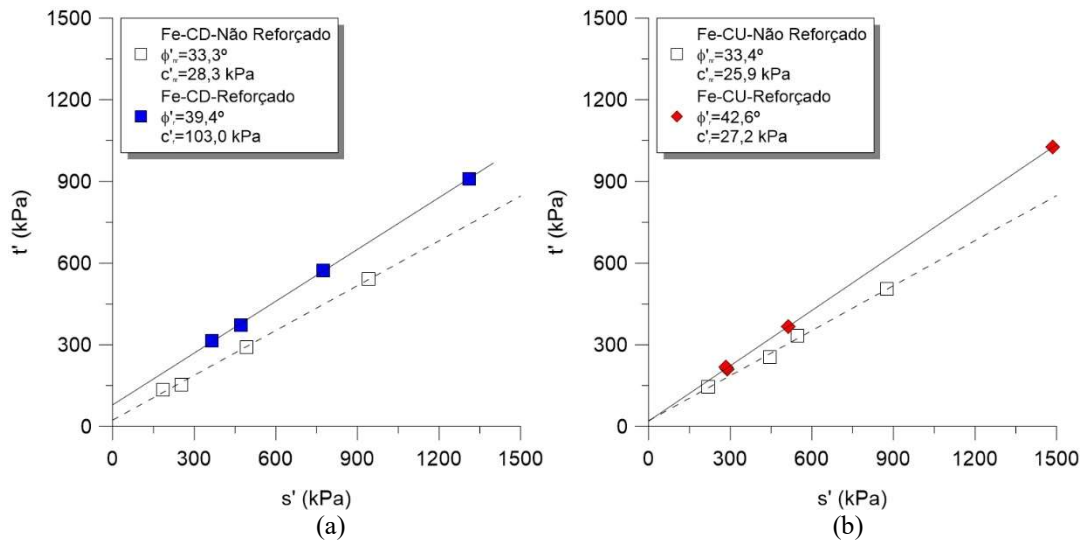 1500
1200
900
600
300
0
t' (kPa)
Fe-CD-Não Reforçado
ϕ'nr=33,3º
c'nr=28,3 kPa
Fe-CD-Reforçado
ϕ'r=39,4º
c'r=103,0 kPa
0 300 600 900 1200 1500
s' (kPa)
(a)
1500
1200
900
600
300
0
t' (kPa)
Fe-CU-Não Reforçado
ϕ'nr=33,4º
c'nr=25,9 kPa
Fe-CU-Reforçado
ϕ'r=42,6º
c'r=27,2 kPa
0 300 600 900 1200 1500
s' (kPa)
(b)